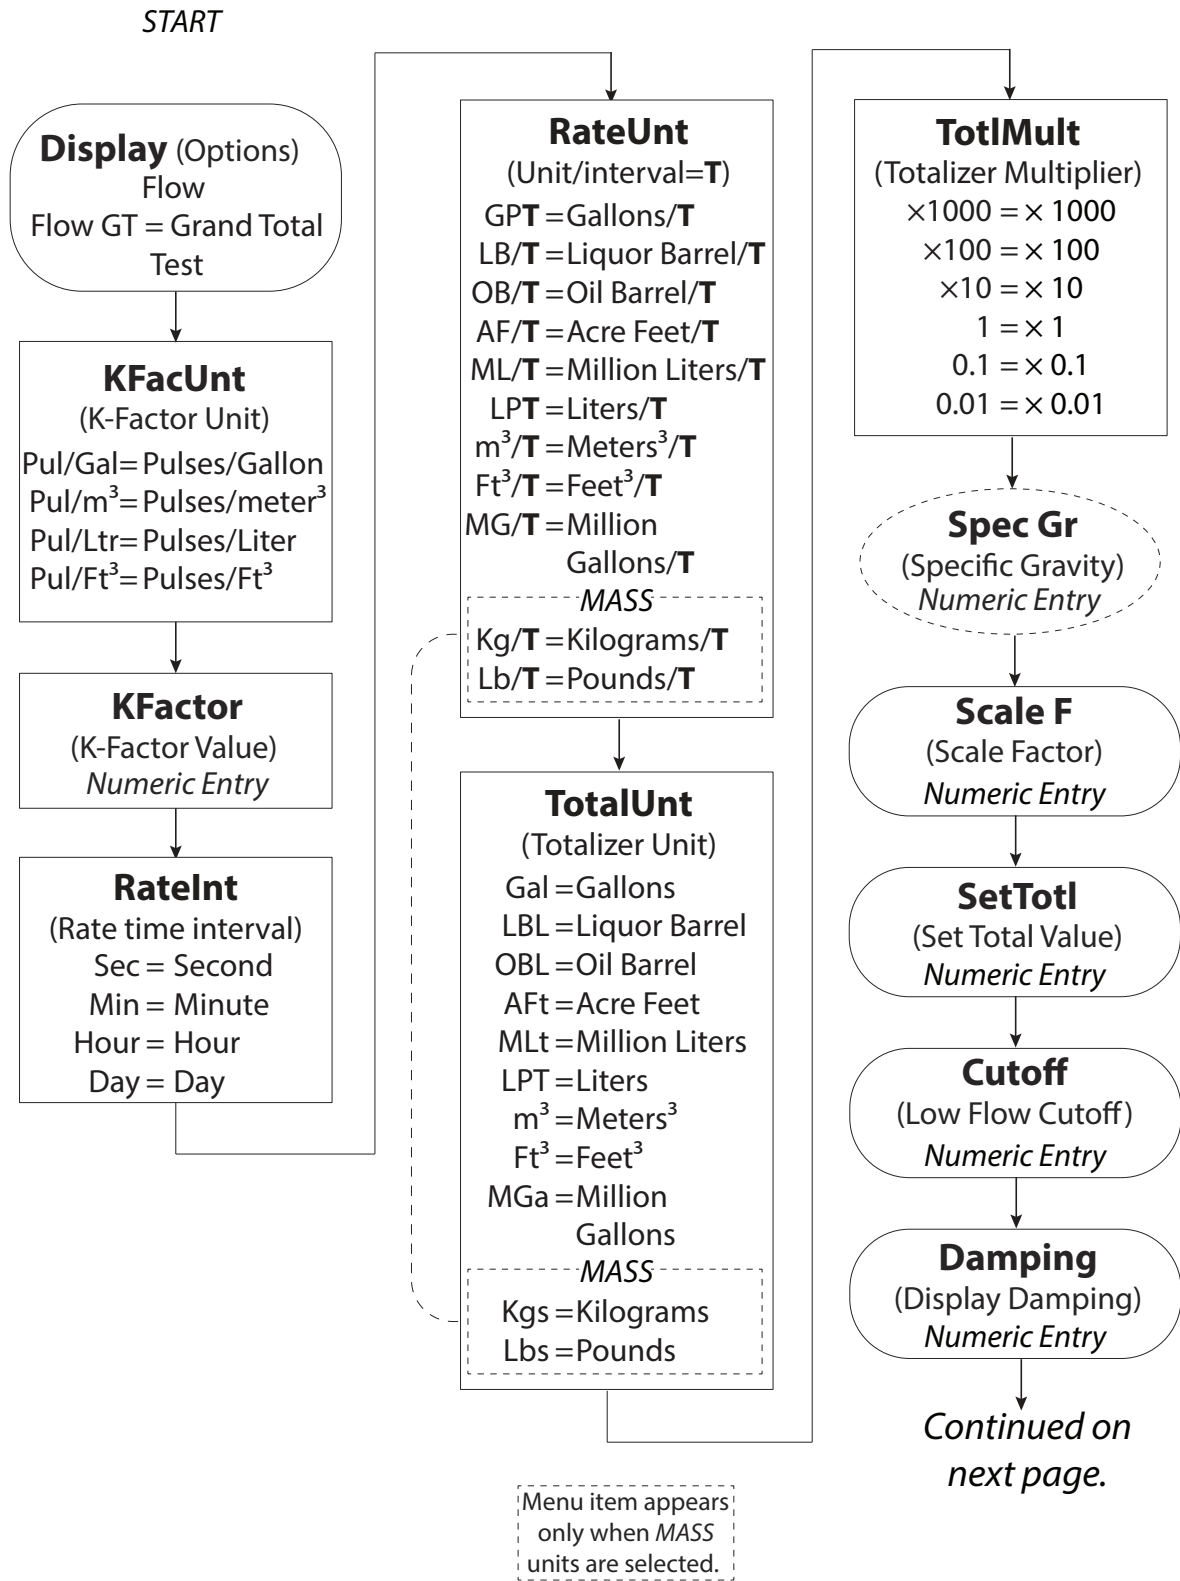 START
Display (Options)
Flow
Flow GT = Grand Total
Test
KFacUnt
(K-Factor Unit)
Pul/Gal= Pulses/Gallon
Pul/m³= Pulses/meter³
Pul/Ltr= Pulses/Liter
Pul/Ft³= Pulses/Ft³
KFactor
(K-Factor Value)
Numeric Entry
RateInt
(Rate time interval)
Sec = Second
Min = Minute
Hour = Hour
Day = Day
RateUnt
(Unit/interval=T)
GPT = Gallons/T
LB/T = Liquor Barrel/T
OB/T = Oil Barrel/T
AF/T = Acre Feet/T
ML/T = Million Liters/T
LPT = Liters/T
m³/T = Meters³/T
Ft³/T = Feet³/T
MG/T = Million
Gallons/T
MASS
Kg/T = Kilograms/T
Lb/T = Pounds/T
TotalUnt
(Totalizer Unit)
Gal = Gallons
LBL = Liquor Barrel
OBL = Oil Barrel
AFt = Acre Feet
MLt = Million Liters
LPT = Liters
m³ = Meters³
Ft³ = Feet³
MGa = Million
Gallons
MASS
Kgs = Kilograms
Lbs = Pounds
TotlMult
(Totalizer Multiplier)
×1000 = × 1000
×100 = × 100
×10 = × 10
1 = × 1
0.1 = × 0.1
0.01 = × 0.01
Spec Gr
(Specific Gravity)
Numeric Entry
Scale F
(Scale Factor)
Numeric Entry
SetTotl
(Set Total Value)
Numeric Entry
Cutoff
(Low Flow Cutoff)
Numeric Entry
Damping
(Display Damping)
Numeric Entry
Continued on
next page.
Menu item appears
only when MASS
units are selected.